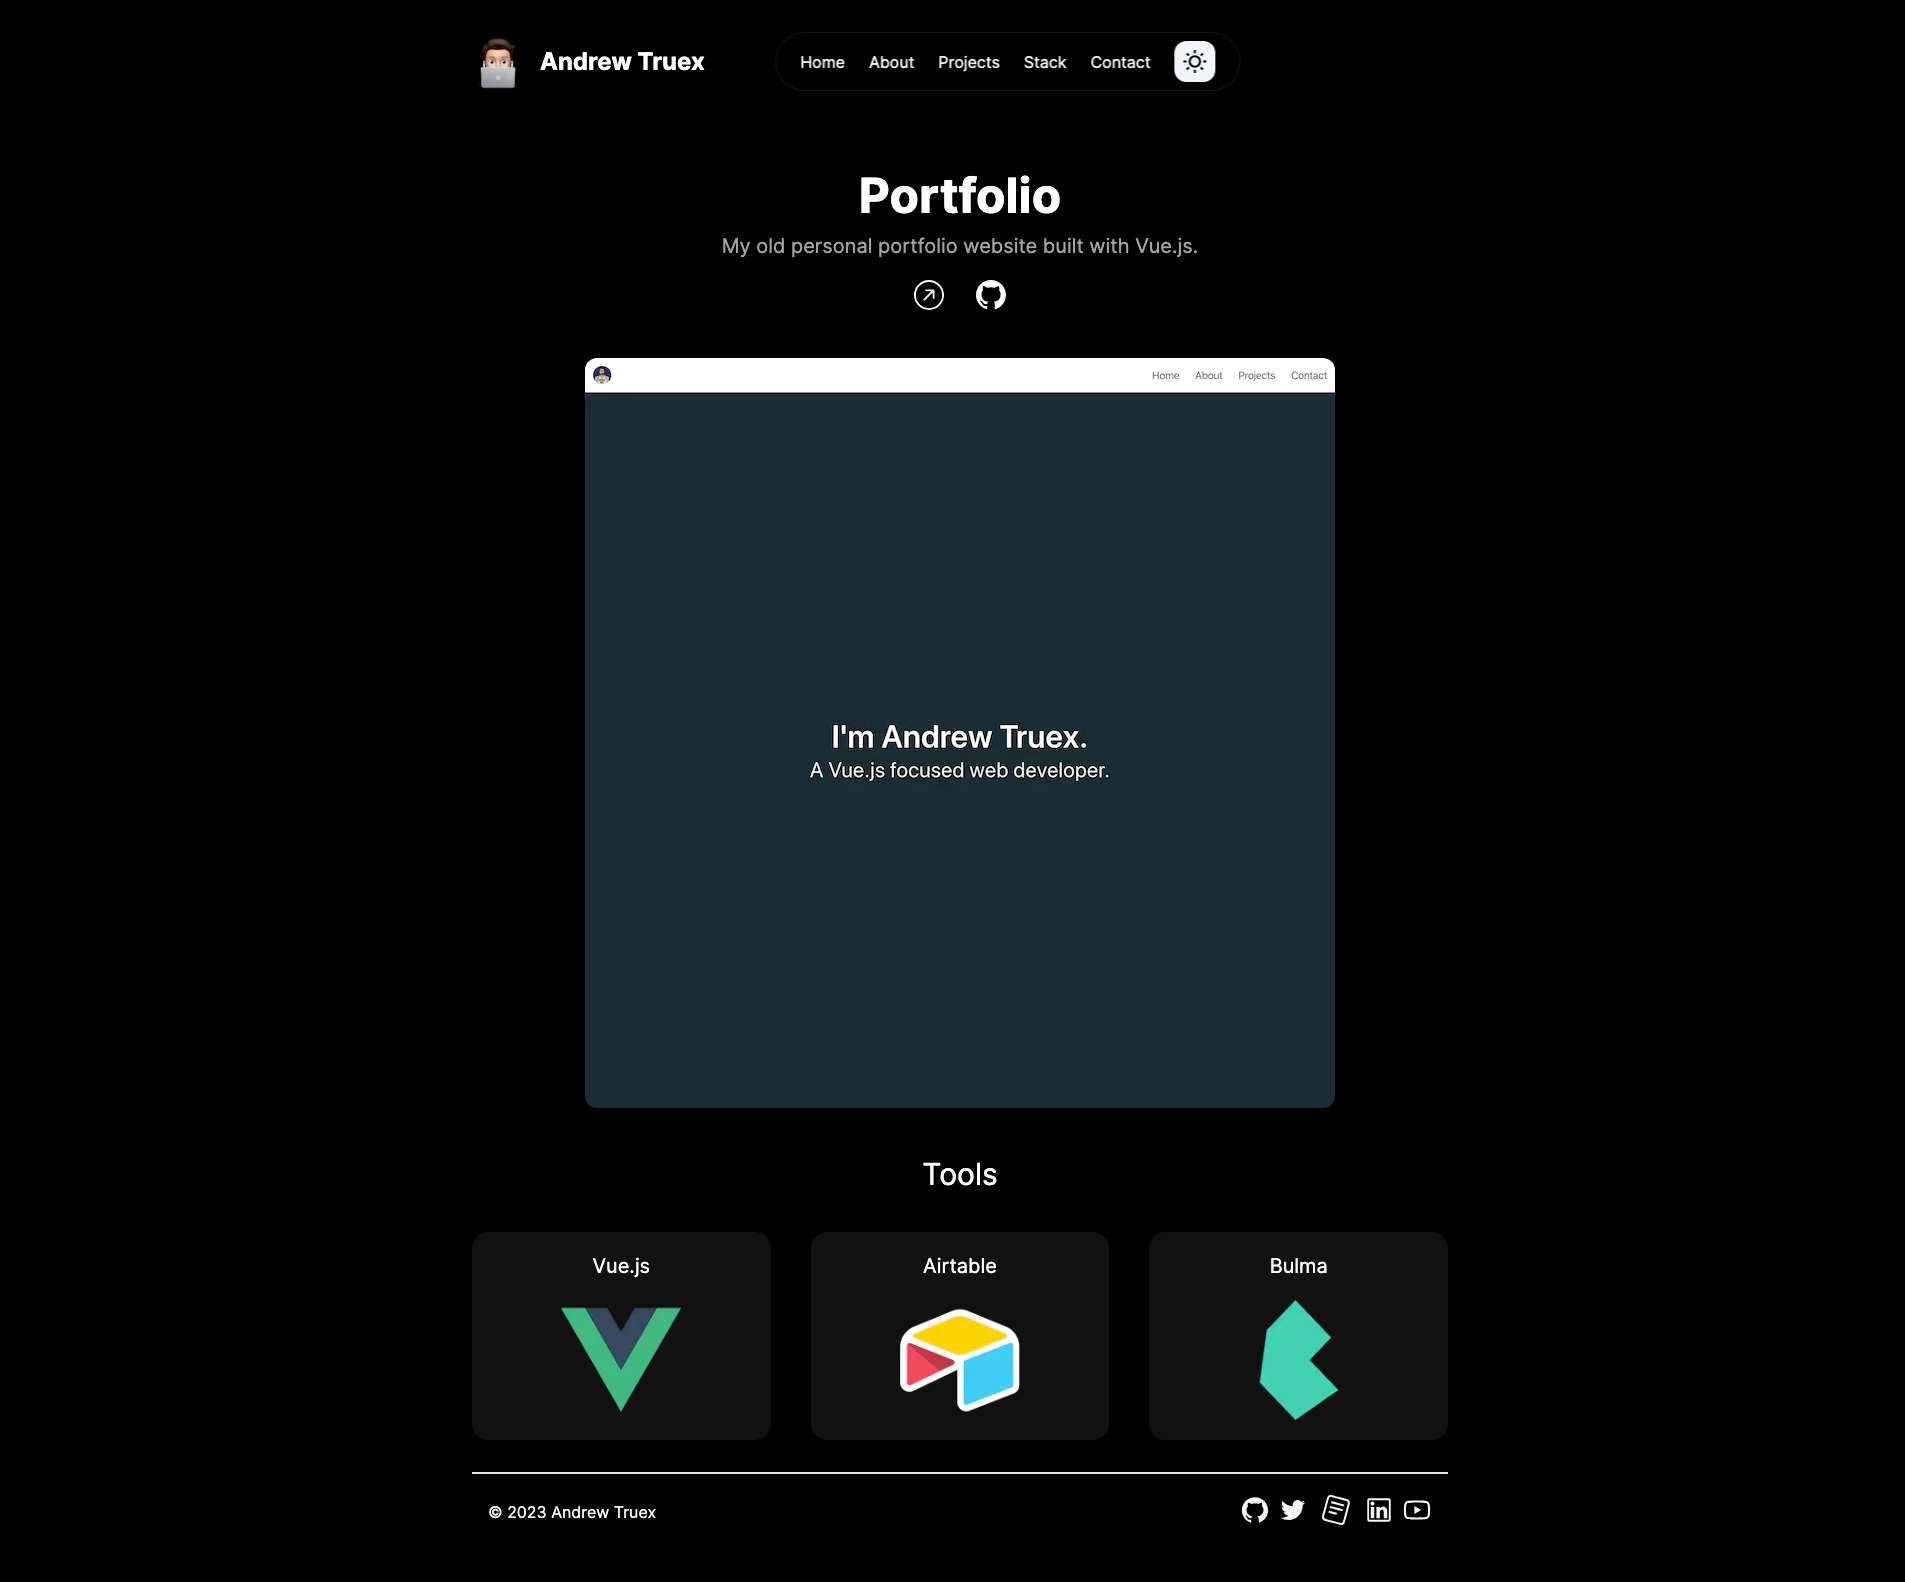 Andrew Truex
Home About Projects Stack Contact
Portfolio
My old personal portfolio website built with Vue.js.
Home About Projects Contact
I'm Andrew Truex.
A Vue.js focused web developer.
Tools
Vue.js
Airtable
Bulma
© 2023 Andrew Truex